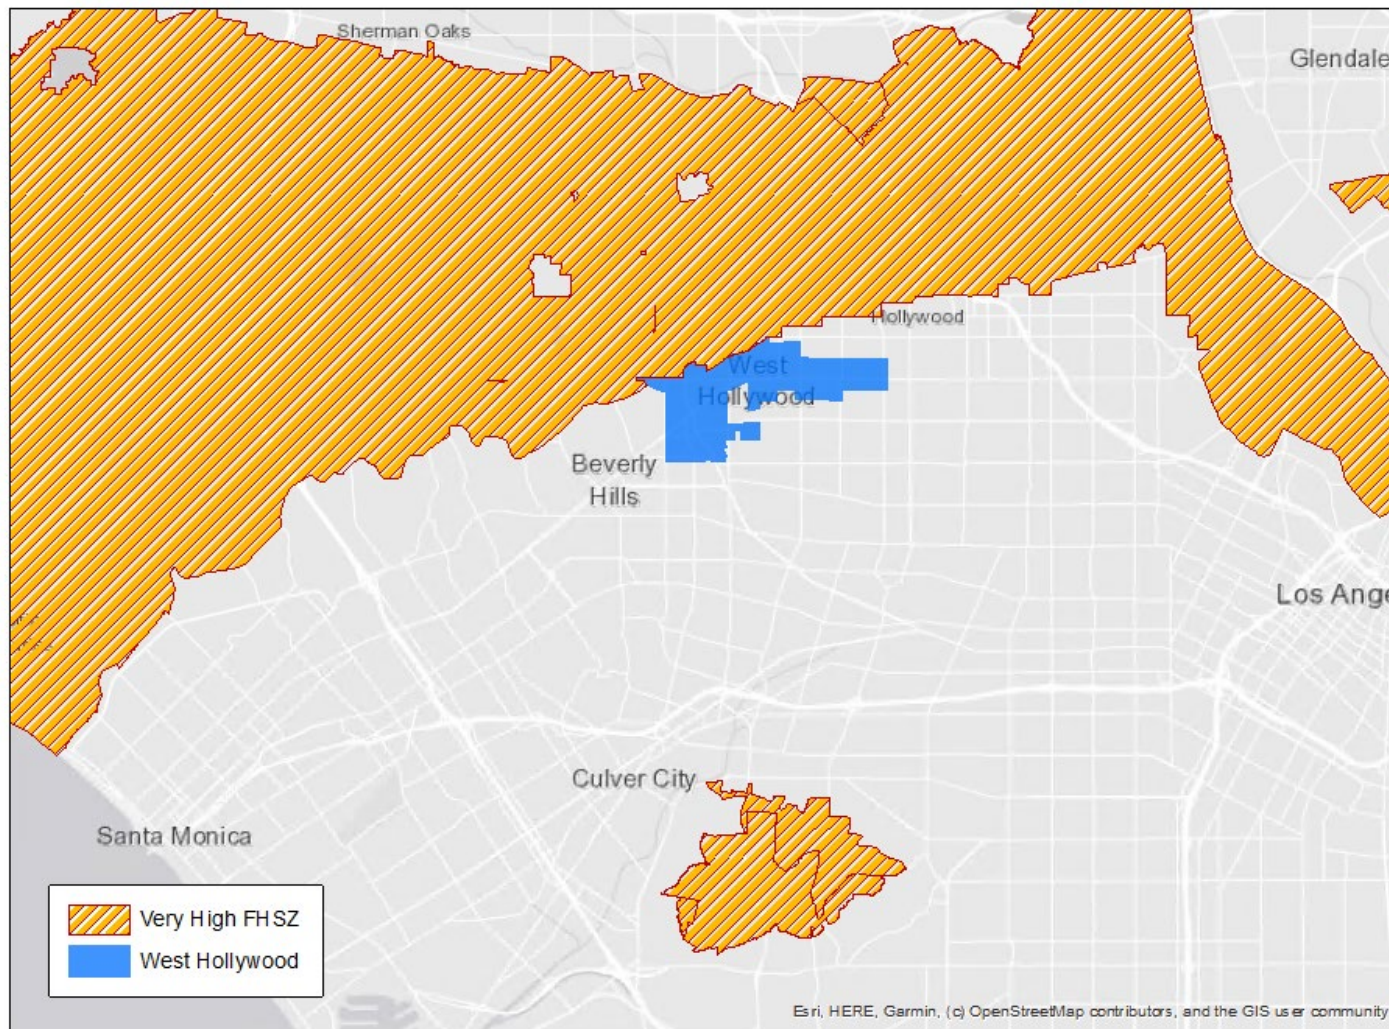 Sherman Oaks
Glendale
Hollywood
West
Hollywood
Beverly
Hills
Los Ange
Culver City
Santa Monica
Very High FHSZ
West Hollywood
Esri, HERE, Garmin, (c) OpenStreetMap contributors, and the GIS user community